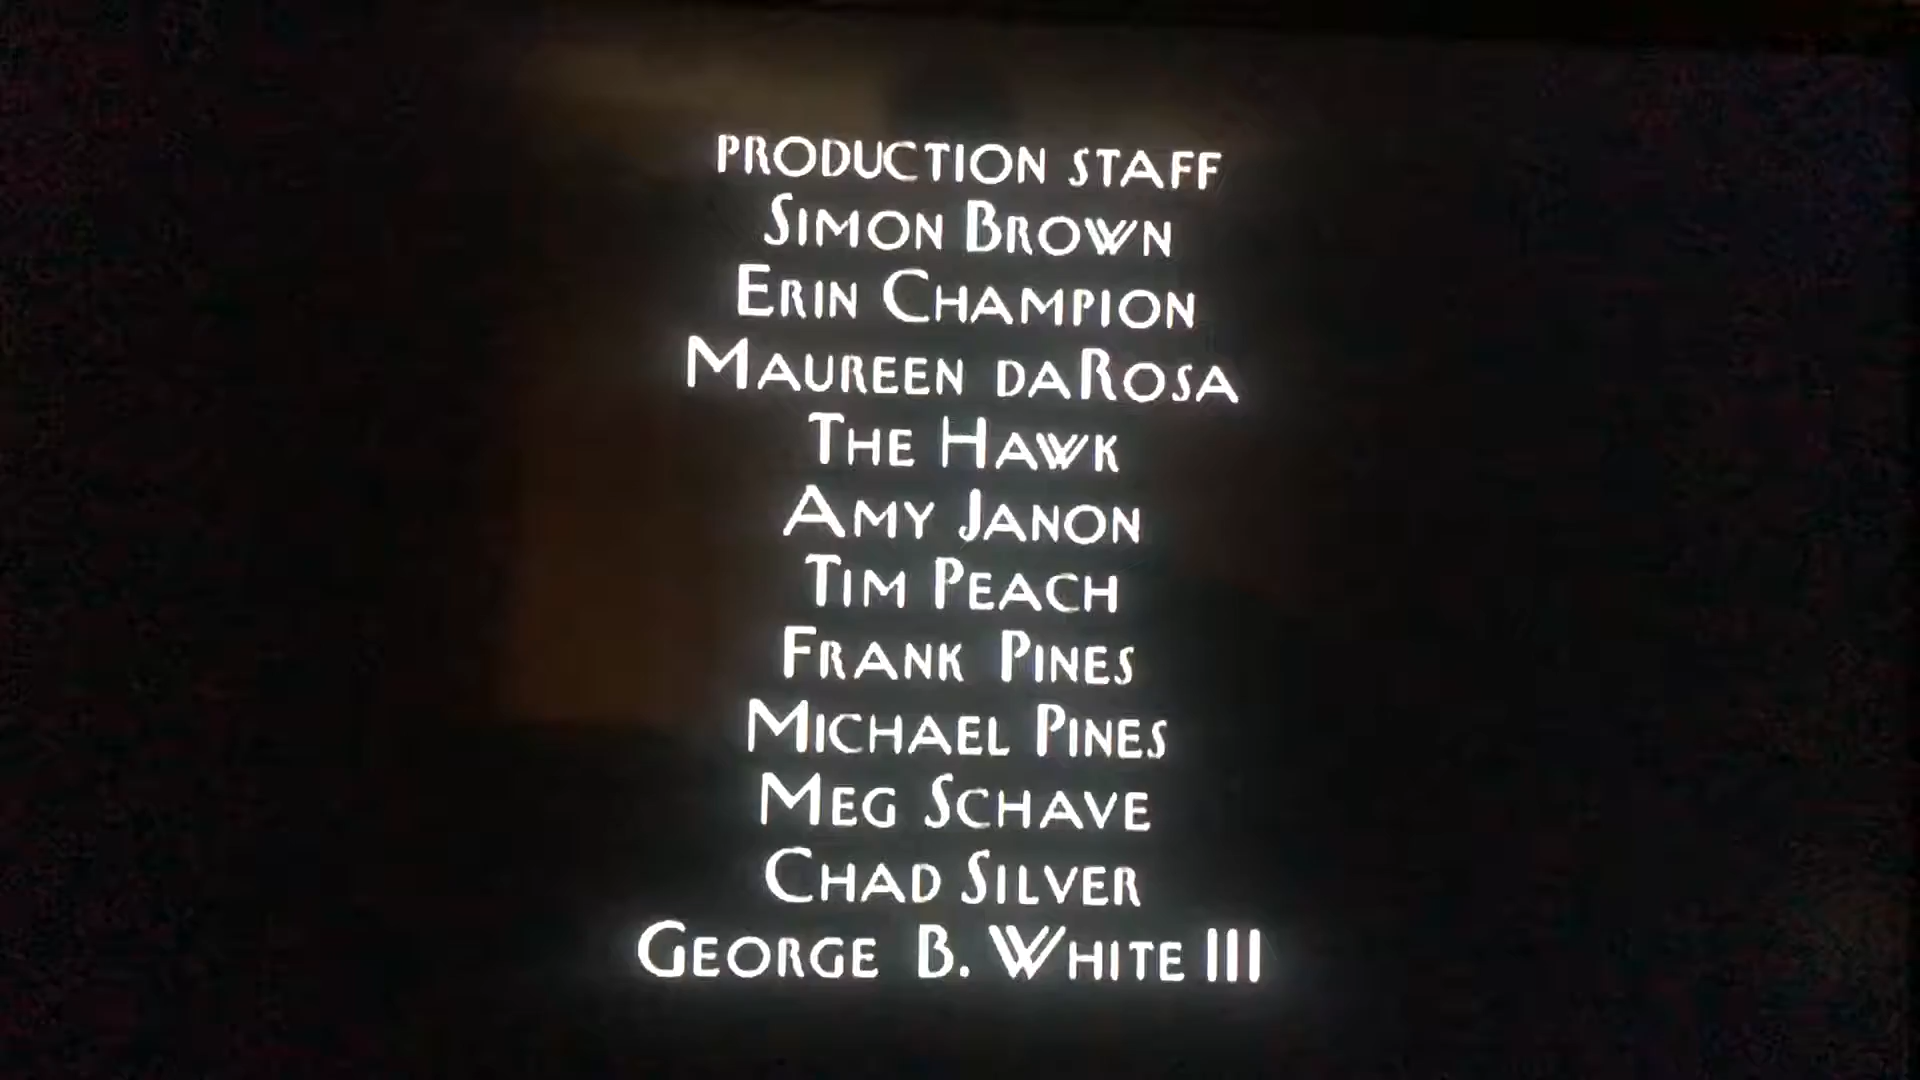 PRODUCTION STAFF
SIMON BROWN
ERIN CHAMPION
MAUREEN DAROSA
THE HAWK
AMY JANON
TIM PEACH
FRANK PINES
MICHAEL PINES
MEG SCHAVE
CHAD SILVER
GEORGE B. WHITE III